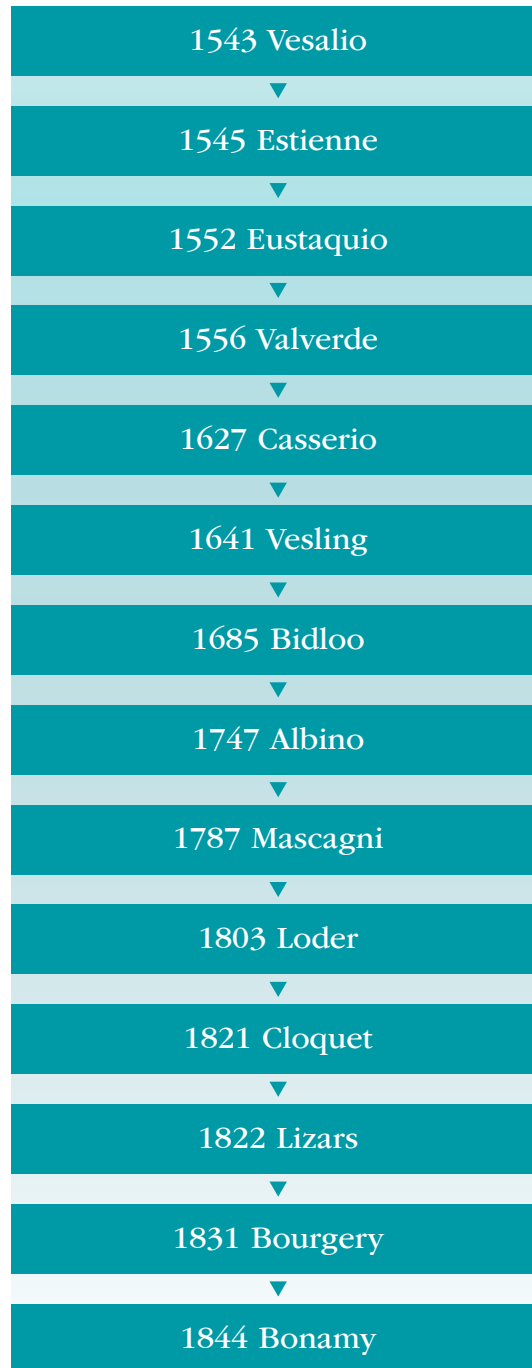 1543 Vesalio
1545 Estienne
1552 Eustaquio
1556 Valverde
1627 Casserio
1641 Vesling
1685 Bidloo
1747 Albino
1787 Mascagni
1803 Loder
1821 Cloquet
1822 Lizars
1831 Bourgery
1844 Bonamy